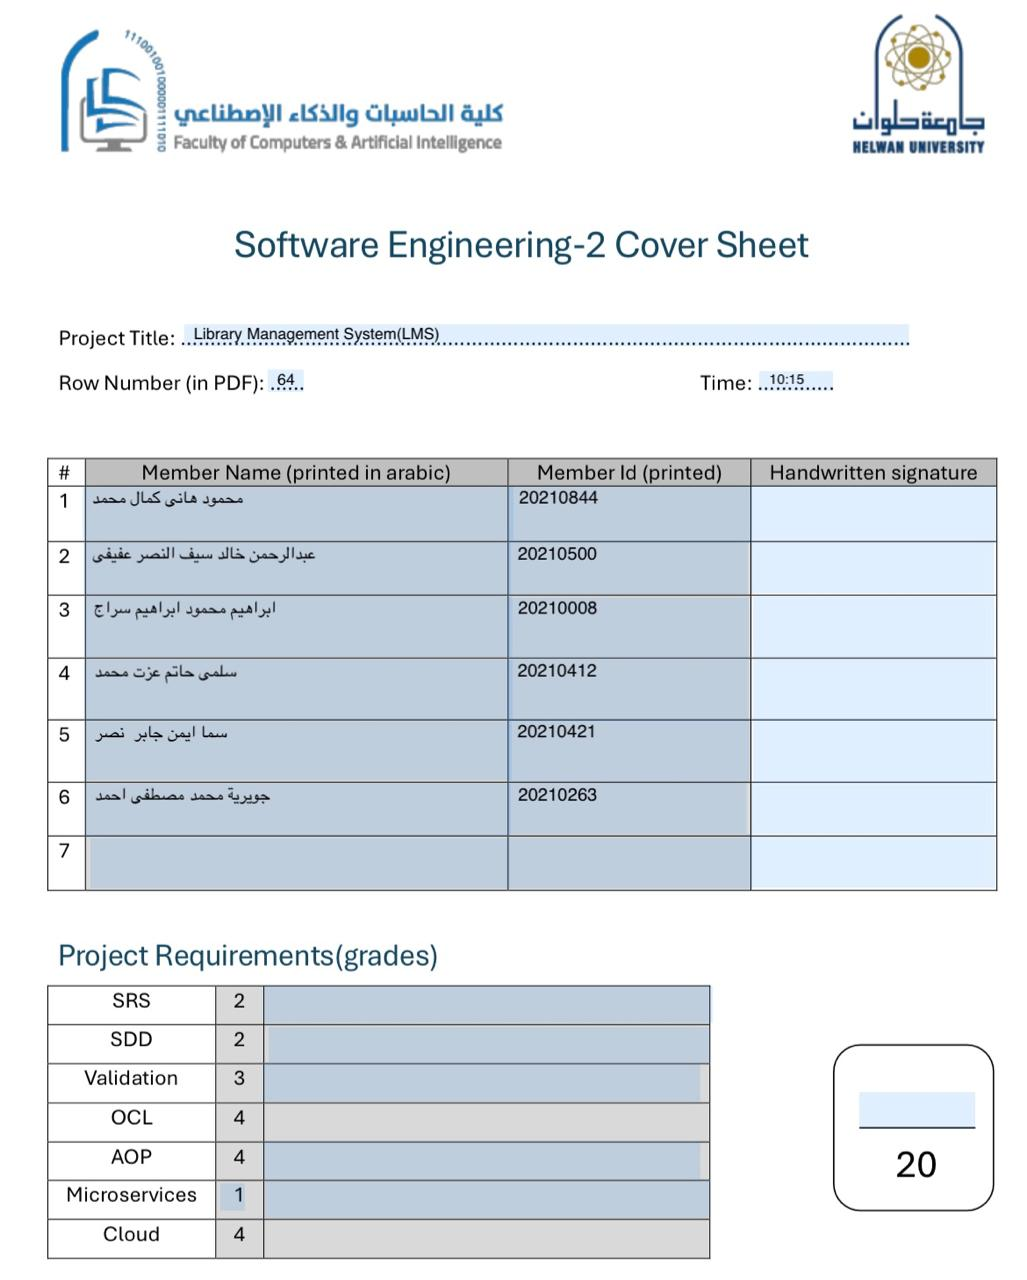 111001001000001111010
كلية الحاسبات والذكاء الإصطناعي
Faculty of Computers & Artificial Intelligence
جامعة حلوان
HELWAN UNIVERSITY
Software Engineering-2 Cover Sheet
Project Title: Library Management System(LMS)
Row Number (in PDF): 64 Time: 10:15
# Member Name (printed in arabic) Member Id (printed) Handwritten signature
1 محمود هانى كمال محمد 20210844
2 عبدالرحمن خالد سيف النصر عفيفى 20210500
3 ابراهيم محمود ابراهيم سراج 20210008
4 سلمى حاتم عزت محمد 20210412
5 سما ايمن جابر نصر 20210421
6 جويرية محمد مصطفى احمد 20210263
7
Project Requirements(grades)
SRS 2
SDD 2
Validation 3
OCL 4
AOP 4
Microservices 1
Cloud 4
20